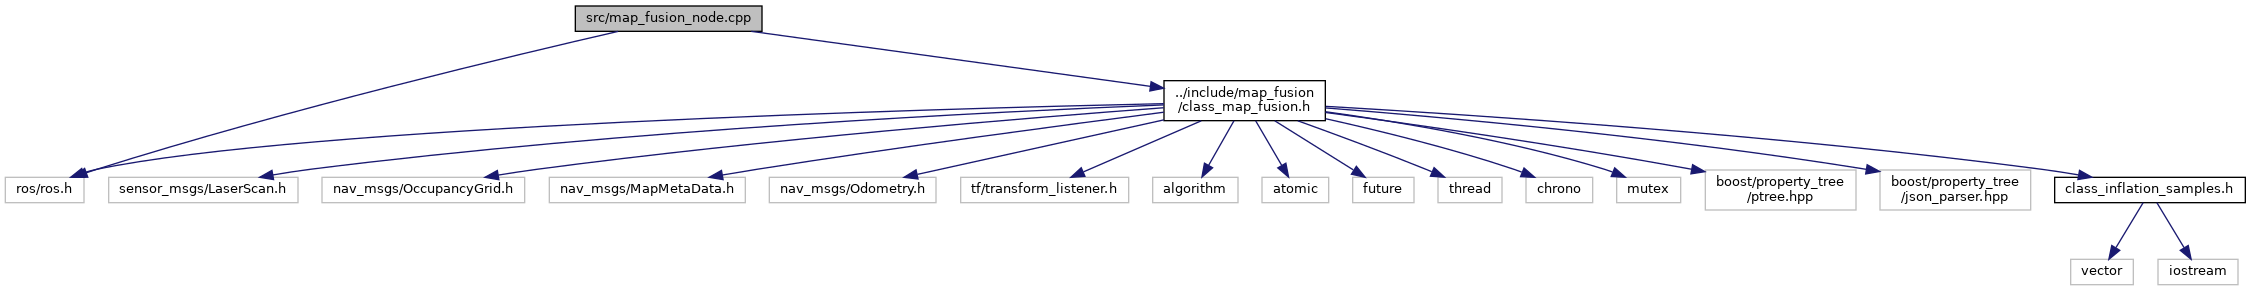 src/map_fusion_node.cpp
../include/map_fusion
/class_map_fusion.h
ros/ros.h
sensor_msgs/LaserScan.h
nav_msgs/OccupancyGrid.h
nav_msgs/MapMetaData.h
nav_msgs/Odometry.h
tf/transform_listener.h
algorithm
atomic
future
thread
chrono
mutex
boost/property_tree
/ptree.hpp
boost/property_tree
/json_parser.hpp
class_inflation_samples.h
vector
iostream